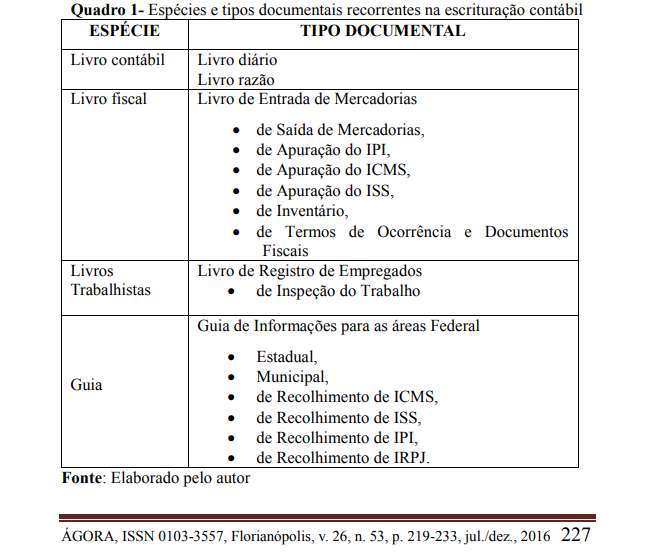 Quadro 1- Espécies e tipos documentais recorrentes na escrituração contábil
ESPÉCIE TIPO DOCUMENTAL
Livro contábil Livro diário
Livro razão
Livro fiscal Livro de Entrada de Mercadorias
• de Saída de Mercadorias,
• de Apuração do IPI,
• de Apuração do ICMS,
• de Apuração do ISS,
• de Inventário,
• de Termos de Ocorrência e Documentos
Fiscais
Livros Livro de Registro de Empregados
Trabalhistas • de Inspeção do Trabalho
Guia de Informações para as áreas Federal
• Estadual,
• Municipal,
Guia
• de Recolhimento de ICMS,
• de Recolhimento de ISS,
• de Recolhimento de IPI,
• de Recolhimento de IRPJ.
Fonte: Elaborado pelo autor
ÁGORA, ISSN 0103-3557, Florianópolis, v. 26, n. 53, p. 219-233, jul./dez., 2016 227